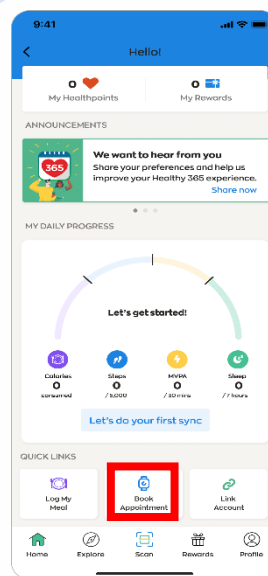 9:41
Hello!
0
My Healthpoints
0
My Rewards
ANNOUNCEMENTS
365
We want to hear from you
Share your preferences and help us
improve your Healthy 365 experience.
Share now
MY DAILY PROGRESS
Let's get started!
Calories
0
consumed
Steps
0
/ 5,000
MVPA
0
/ 20 mins
Sleep
0
/ 7 hours
Let's do your first sync
QUICK LINKS
Log My
Meal
Book
Appointment
Link
Account
Home
Explore
Scan
Rewards
Profile